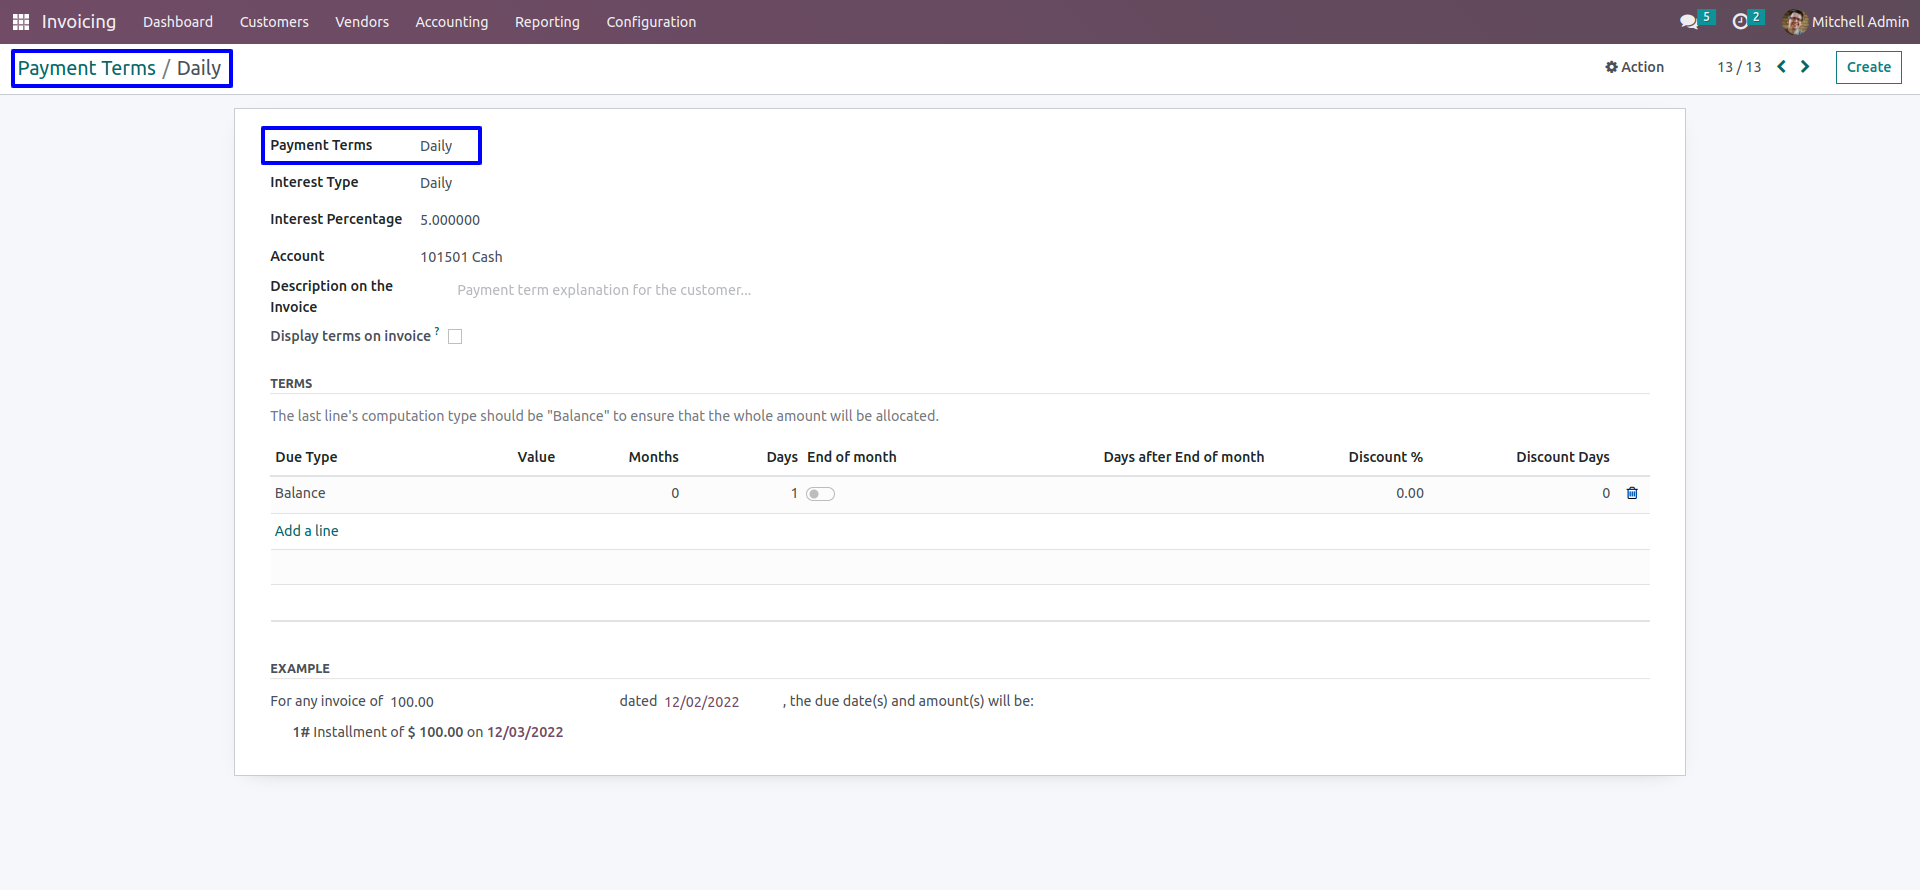 Invoicing Dashboard Customers Vendors Accounting Reporting Configuration 5 2 Mitchell Admin
Payment Terms / Daily Action 13 / 13 Create
Payment Terms Daily
Interest Type Daily
Interest Percentage 5.000000
Account 101501 Cash
Description on the Invoice Payment term explanation for the customer...
Display terms on invoice ?
TERMS
The last line's computation type should be "Balance" to ensure that the whole amount will be allocated.
Due Type Value Months Days End of month Days after End of month Discount % Discount Days
Balance 0 1 0.00 0
Add a line
EXAMPLE
For any invoice of 100.00 dated 12/02/2022 , the due date(s) and amount(s) will be:
1# Installment of $ 100.00 on 12/03/2022